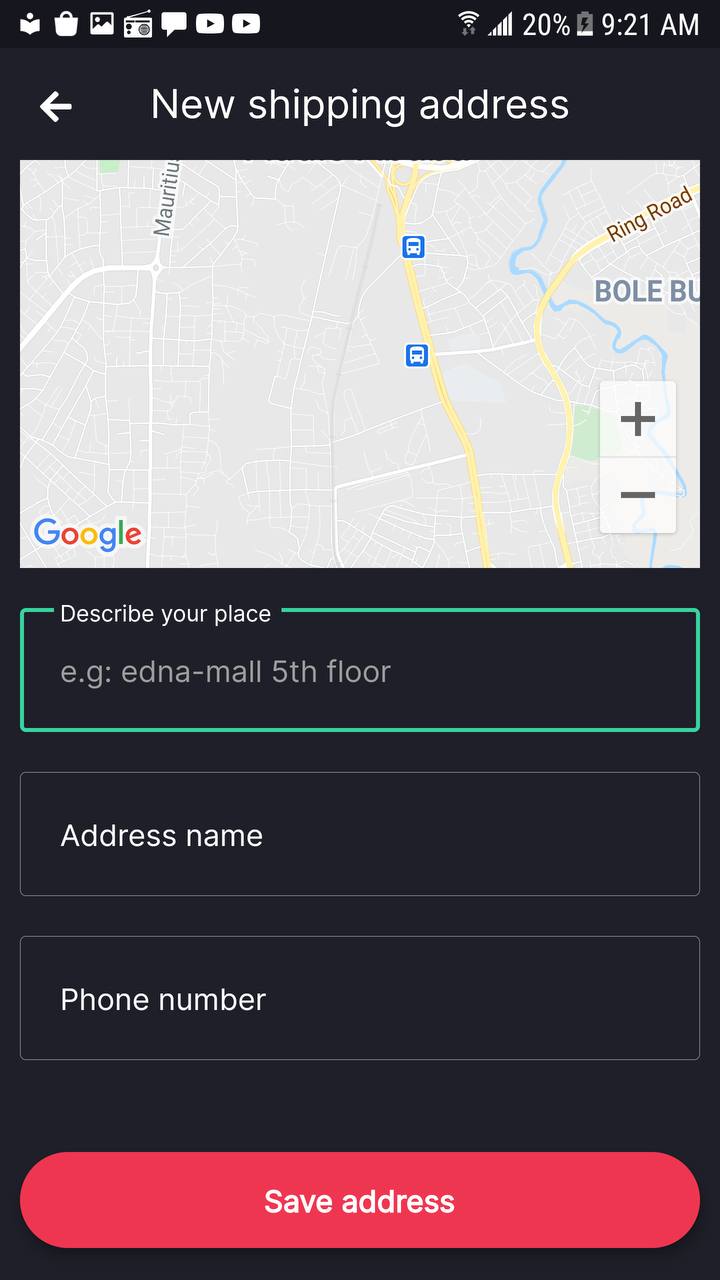 20% 9:21 AM
New shipping address
Mauritiu
Ring Road
BOLE BU
Google
Describe your place
e.g: edna-mall 5th floor
Address name
Phone number
Save address